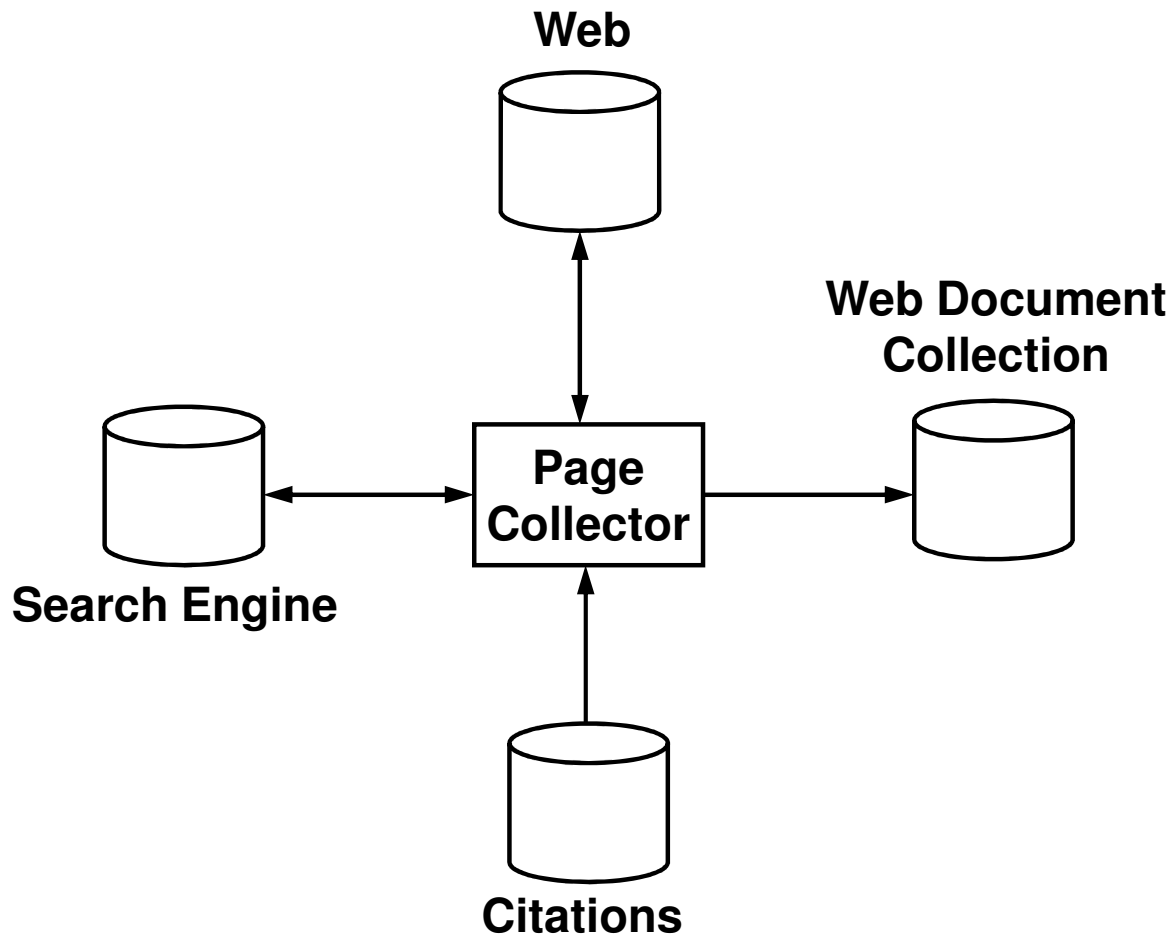 Web
Web Document
Collection
Page
Collector
Search Engine
Citations